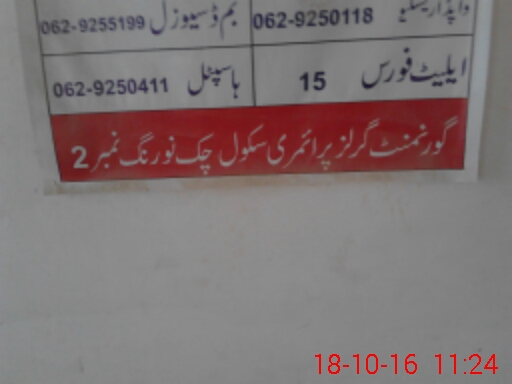 واپڈا ریسکیو 062-9250118 بم ڈسپوزل 062-9255199
ایلیٹ فورس 15 ہاسپٹل 062-9250411
گورنمنٹ گرلز پرائمری سکول چک نورنگ نمبر 2
18-10-16 11:24